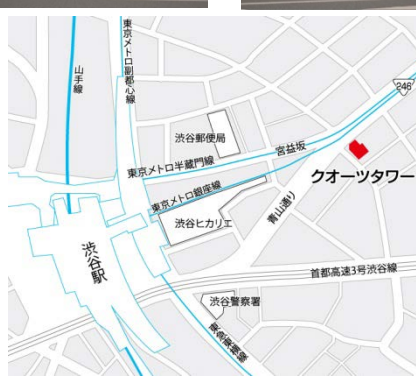 山手線
東京メトロ副都心線
246
渋谷郵便局
宮益坂
東京メトロ半蔵門線
クオーツタワー
東京メトロ銀座線
青山通り
渋谷ヒカリエ
渋谷駅
首都高速3号渋谷線
渋谷警察署
東急東横線